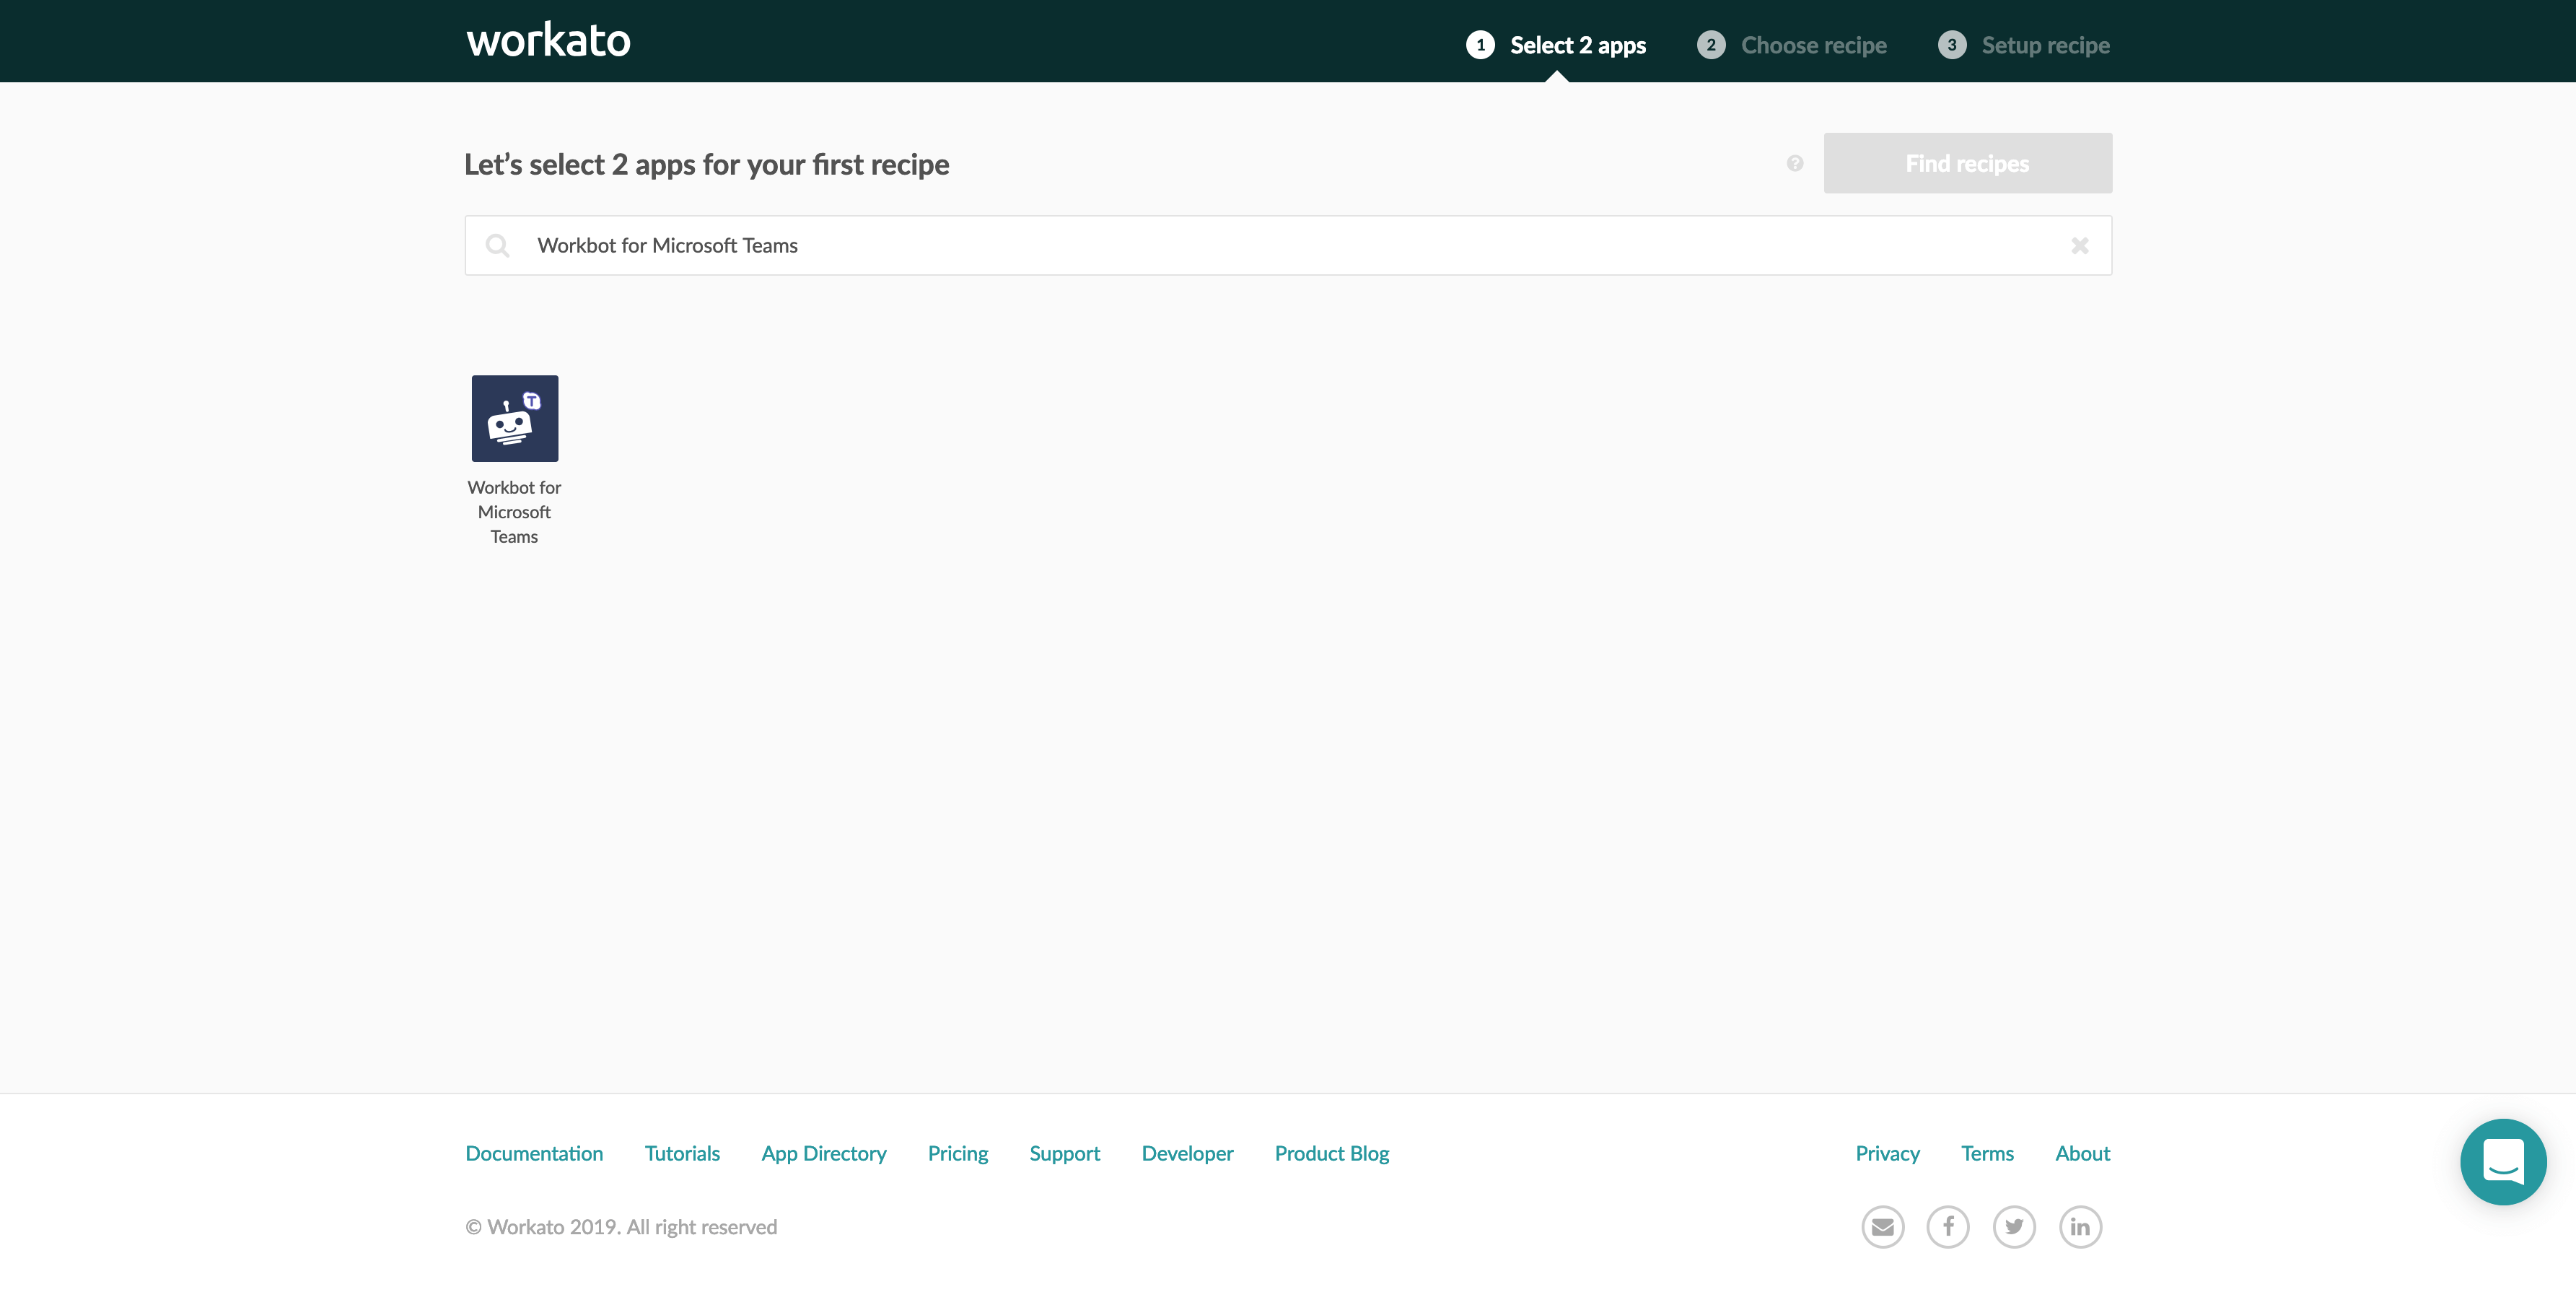 workato
1 Select 2 apps 2 Choose recipe 3 Setup recipe
Let’s select 2 apps for your first recipe
? Find recipes
Workbot for Microsoft Teams
T
Workbot for
Microsoft
Teams
Documentation Tutorials App Directory Pricing Support Developer Product Blog Privacy Terms About
© Workato 2019. All right reserved
f in